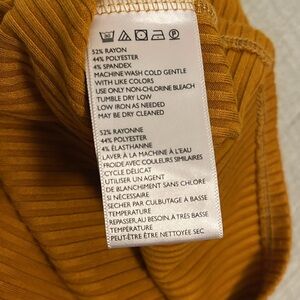 52% RAYON
44% POLYESTER
4% SPANDEX
MACHINE WASH COLD GENTLE
WITH LIKE COLORS
USE ONLY NON-CHLORINE BLEACH
TUMBLE DRY LOW
LOW IRON AS NEEDED
MAY BE DRY CLEANED
52% RAYONNE
44% POLYESTER
4% ÉLASTHANNE
LAVER À LA MACHINE À L'EAU
FROIDE AVEC COULEURS SIMILAIRES
CYCLE DÉLICAT
UTILISER UN AGENT
DE BLANCHIMENT SANS CHLORE
SI NÉCESSAIRE
SECHER PAR CULBUTAGE À BASSE
TEMPÉRATURE
REPASSER AU BESOIN À TRÈS BASSE
TEMPÉRATURE
PEUT-ÊTRE NETTOYÉE SEC